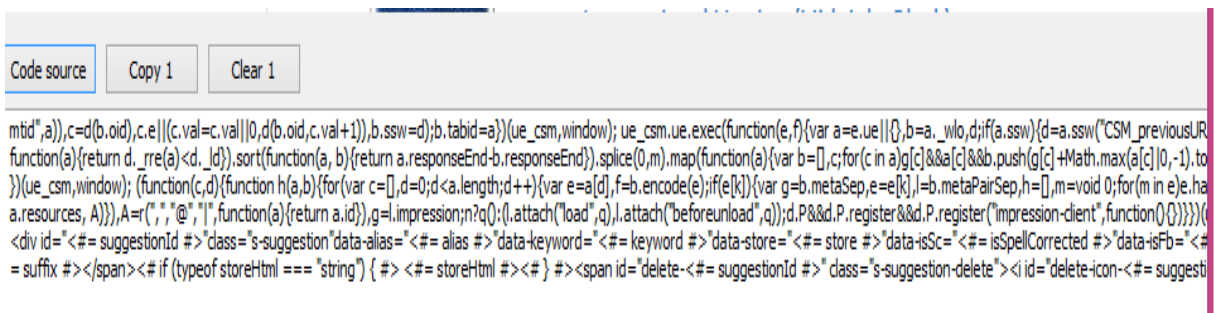 Code source Copy 1 Clear 1
mtid",a)),c=d(b.oid),c.e||(c.val=c.val||0,d(b.oid,c.val+1)),b.ssw=d);b.tabid=a})(ue_csm,window); ue_csm.ue.exec(function(e,f){var a=e.ue||{},b=a._wlo,d;if(a.ssw){d=a.ssw("CSM_previousUR
function(a){return d._rre(a)<d._ld}).sort(function(a, b){return a.responseEnd-b.responseEnd}).splice(0,m).map(function(a){var b=[],c;for(c in a)g[c]&&a[c]&&b.push(g[c]+Math.max(a[c]|0,-1).to
})(ue_csm,window); (function(c,d){function h(a,b){for(var c=[],d=0;d<a.length;d++){var e=a[d],f=b.encode(e);if(e[k]){var g=b.metaSep,e=e[k],l=b.metaPairSep,h=[],m=void 0;for(m in e)e.ha
a.resources, A)}),A=r(",","@","|",function(a){return a.id}),g=l.impression;n?q():(l.attach("load",q),l.attach("beforeunload",q));d.P&&d.P.register&&d.P.register("impression-client",function(){})}})(
<div id="<#= suggestionId #>"class="s-suggestion"data-alias="<#= alias #>"data-keyword="<#= keyword #>"data-store="<#= store #>"data-isSc="<#= isSpellCorrected #>"data-isFb="<#
= suffix #></span><# if (typeof storeHtml === "string") { #> <#= storeHtml #><# } #><span id="delete-<#= suggestionId #>" class="s-suggestion-delete"><i id="delete-icon-<#= suggesti